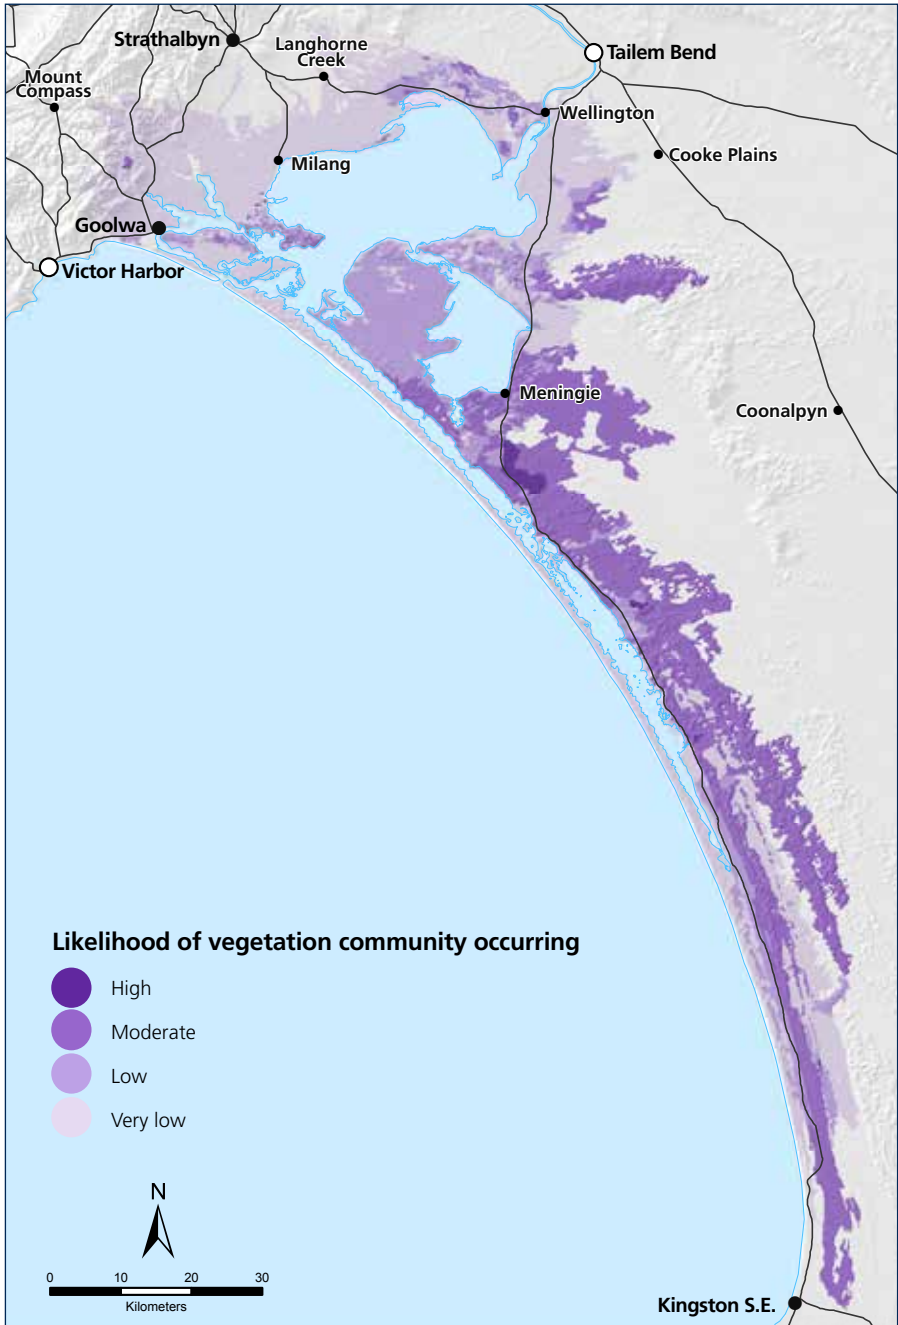 Strathalbyn
Langhorne
Creek
Tailem Bend
Mount
Compass
Wellington
Cooke Plains
Milang
Goolwa
Victor Harbor
Meningie
Coonalpyn
Likelihood of vegetation community occurring
High
Moderate
Low
Very low
N
0 10 20 30
Kilometers
Kingston S.E.